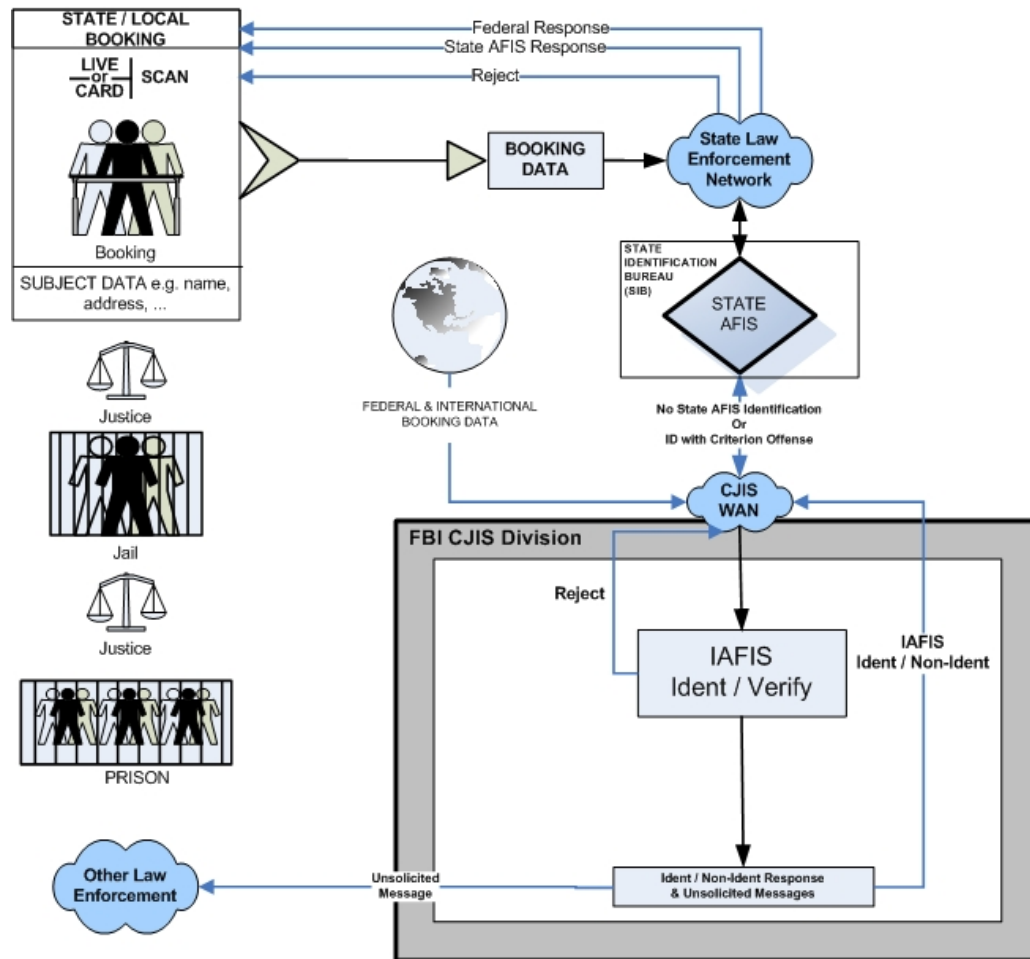 STATE / LOCAL
BOOKING
LIVE
or
CARD
SCAN
Booking
SUBJECT DATA e.g. name,
address, ...
Federal Response
State AFIS Response
Reject
BOOKING
DATA
State Law
Enforcement
Network
STATE
IDENTIFICATION
BUREAU
(SIB)
STATE
AFIS
FEDERAL & INTERNATIONAL
BOOKING DATA
No State AFIS Identification
Or
ID with Criterion Offense
CJIS
WAN
Justice
Jail
Justice
PRISON
FBI CJIS Division
Reject
IAFIS
Ident / Verify
IAFIS
Ident / Non-Ident
Ident / Non-Ident Response
& Unsolicited Messages
Unsolicited
Message
Other Law
Enforcement